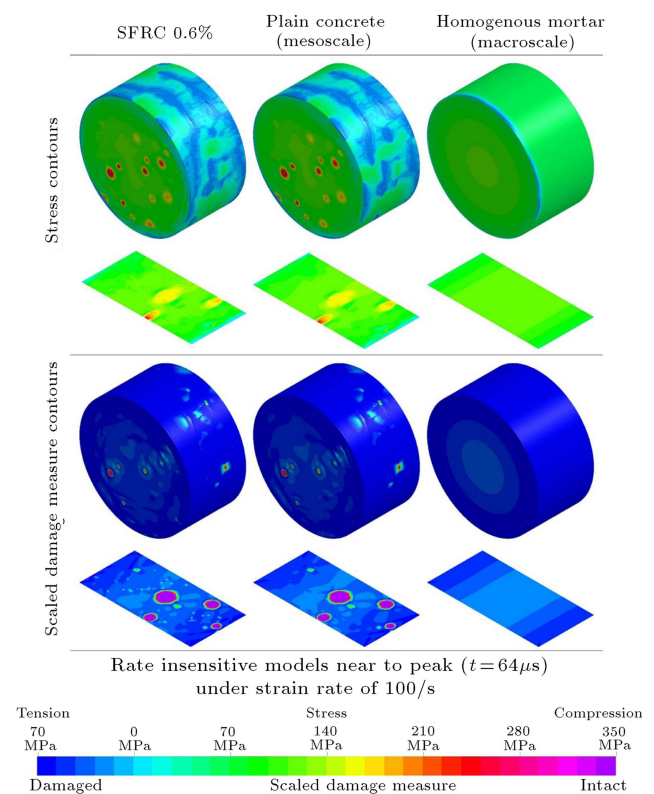 SFRC 0.6%
Plain concrete
(mesoscale)
Homogenous mortar
(macroscale)
Stress contours
Scaled damage measure contours
Rate insensitive models near to peak (t=64μs)
under strain rate of 100/s
Tension Stress Compression
70 0 70 140 210 280 350
MPa MPa MPa MPa MPa MPa MPa
Damaged Scaled damage measure Intact